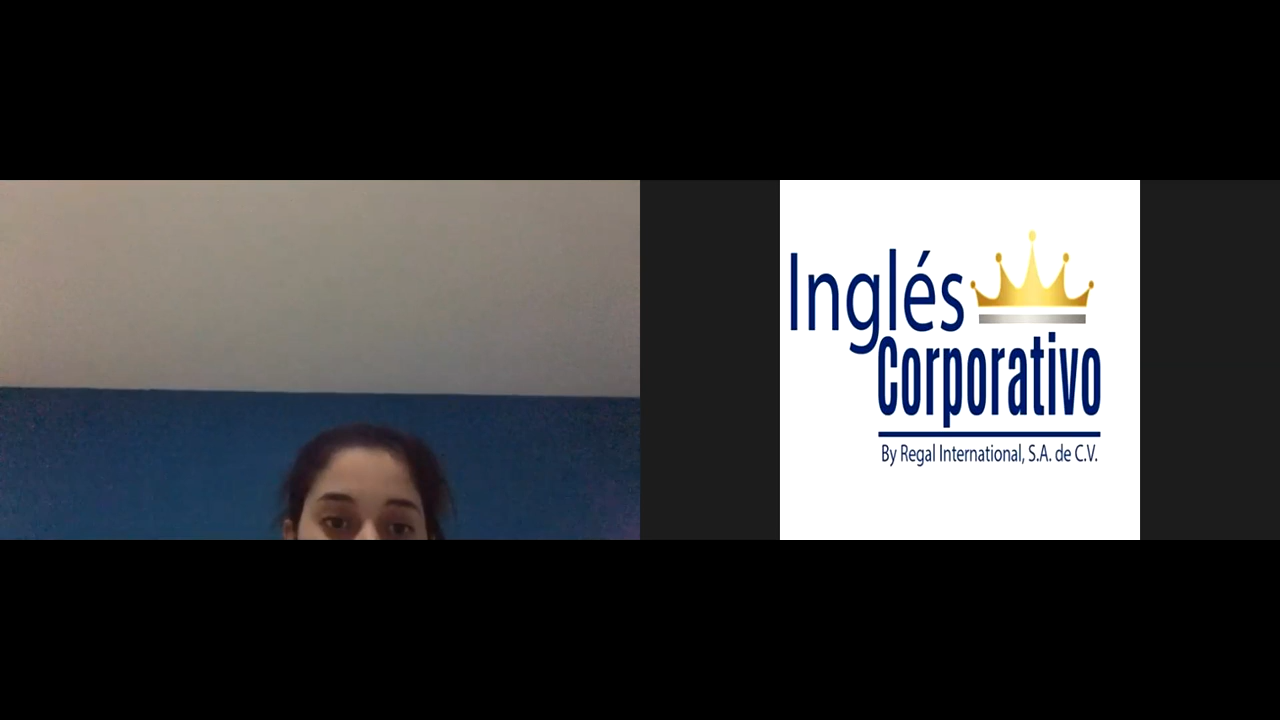 Inglés
Corporativo
By Regal International, S.A. de C.V.